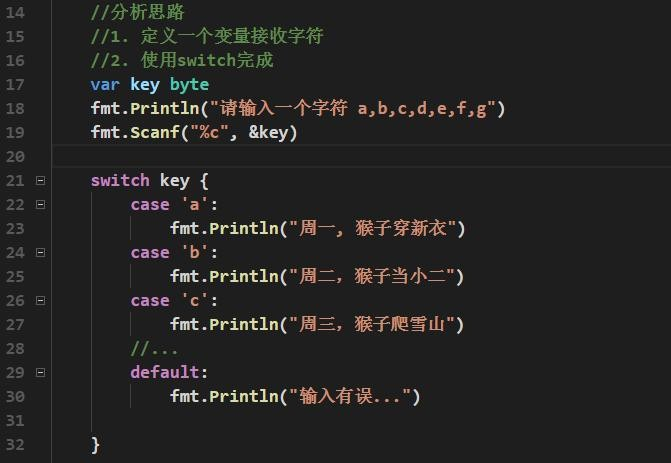 14 //分析思路
15 //1. 定义一个变量接收字符
16 //2. 使用switch完成
17 var key byte
18 fmt.Println("请输入一个字符 a,b,c,d,e,f,g")
19 fmt.Scanf("%c", &key)
20
21 switch key {
22 case 'a':
23 fmt.Println("周一, 猴子穿新衣")
24 case 'b':
25 fmt.Println("周二，猴子当小二")
26 case 'c':
27 fmt.Println("周三，猴子爬雪山")
28 //...
29 default:
30 fmt.Println("输入有误...")
31
32 }